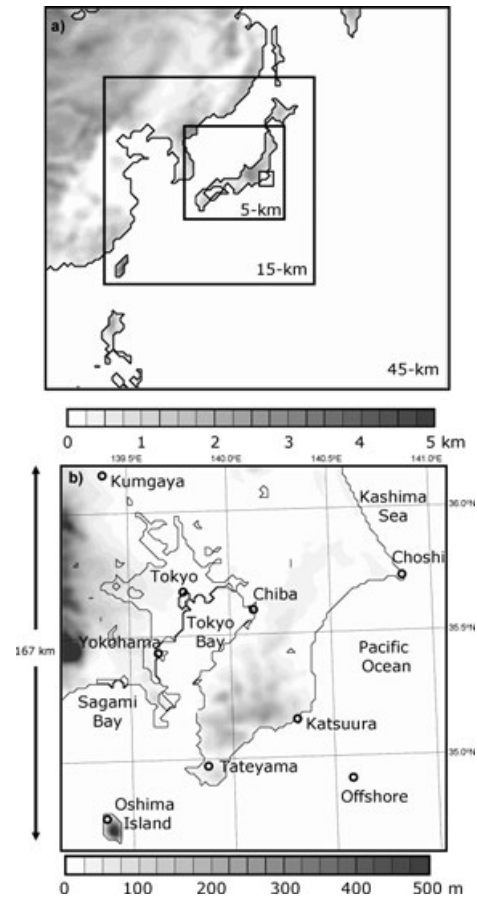 a)
5-km
15-km
45-km
0 1 2 3 4 5 km
139.5°E 140.0°E 140.5°E 141.0°E
b)
Kumgaya
Kashima
Sea
36.0°N
Choshi
Tokyo
Chiba
Tokyo
Bay
35.5°N
Yokohama
Pacific
Ocean
167 km
Sagami
Bay
Katsuura
35.0°N
Tateyama
Offshore
Oshima
Island
0 100 200 300 400 500 m